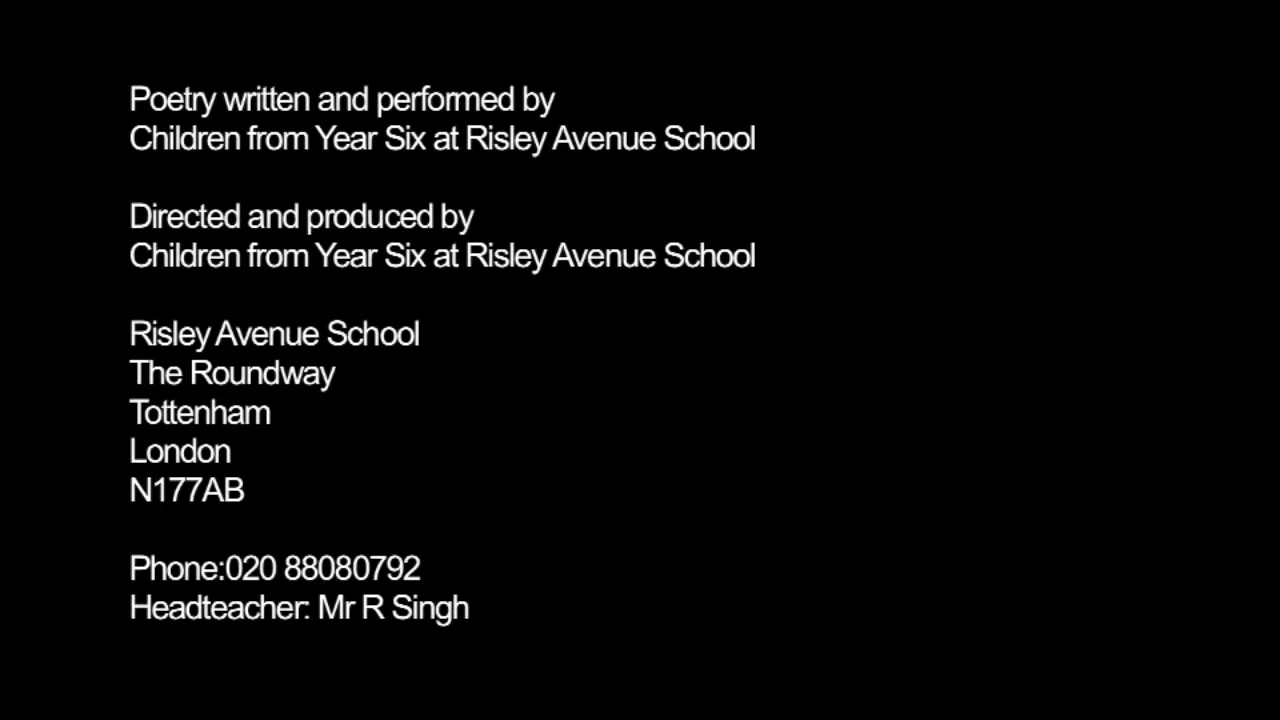 Poetry written and performed by
Children from Year Six at Risley Avenue School
Directed and produced by
Children from Year Six at Risley Avenue School
Risley Avenue School
The Roundway
Tottenham
London
N177AB
Phone:020 88080792
Headteacher: Mr R Singh